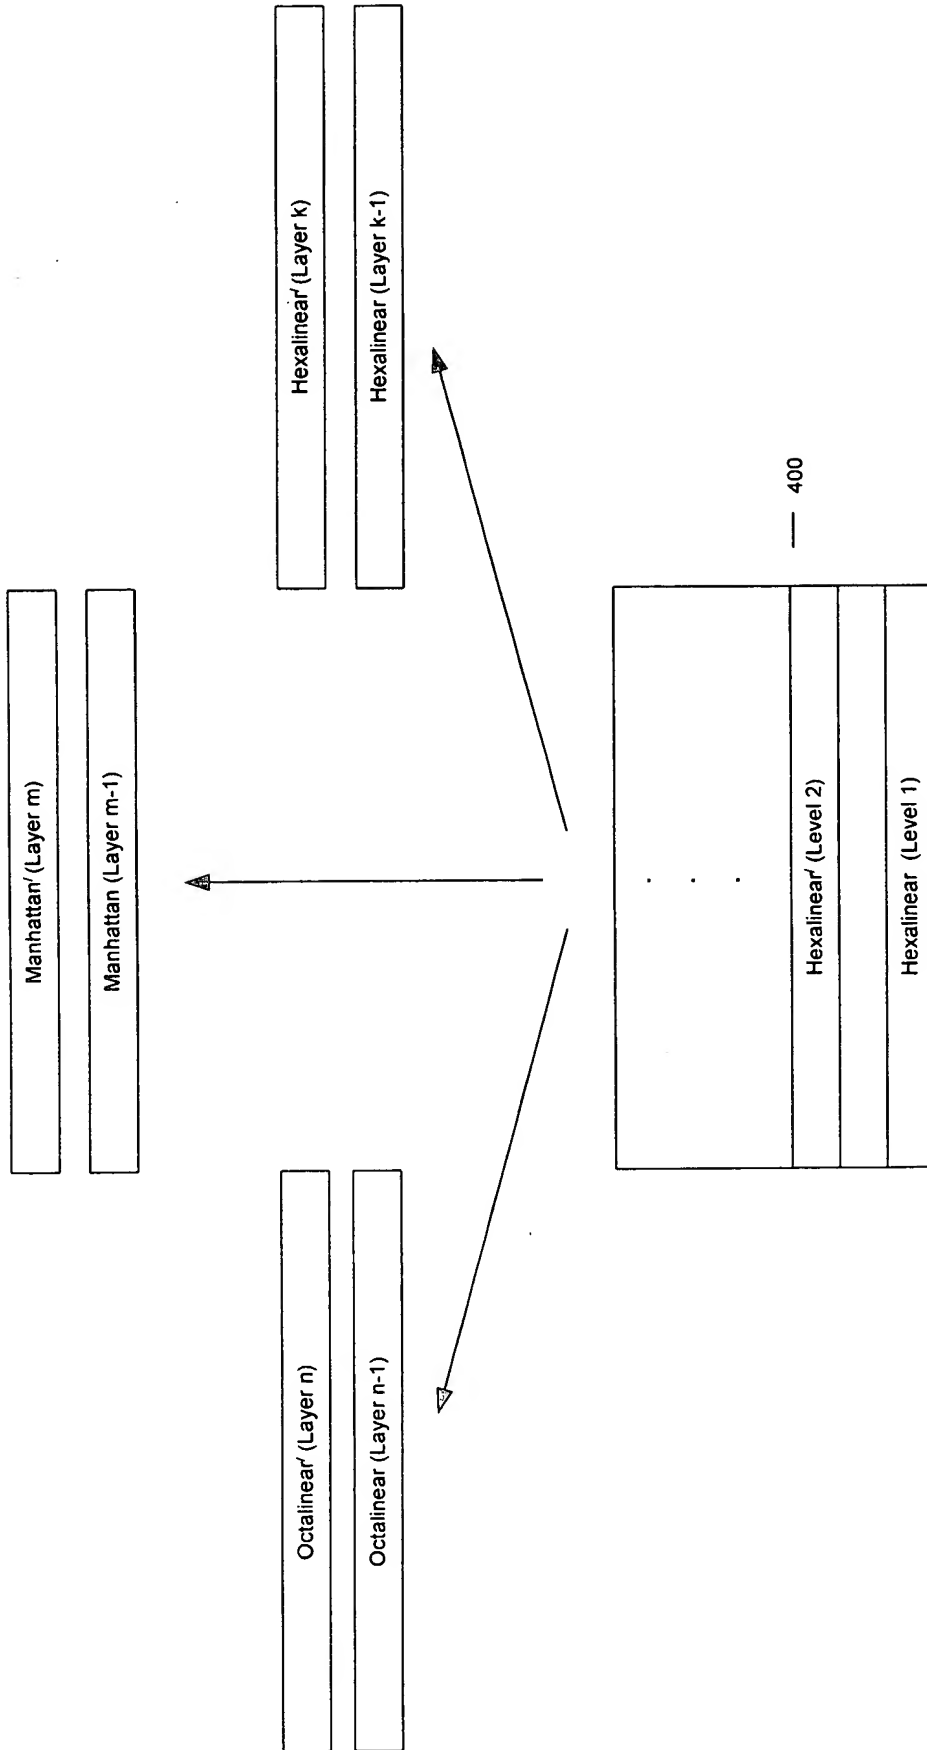 Manhattan' (Layer m)
Manhattan (Layer m-1)
Octalinear' (Layer n)
Octalinear (Layer n-1)
Hexalinear' (Layer k)
Hexalinear (Layer k-1)
. . .
Hexalinear' (Level 2)
400
Hexalinear (Level 1)